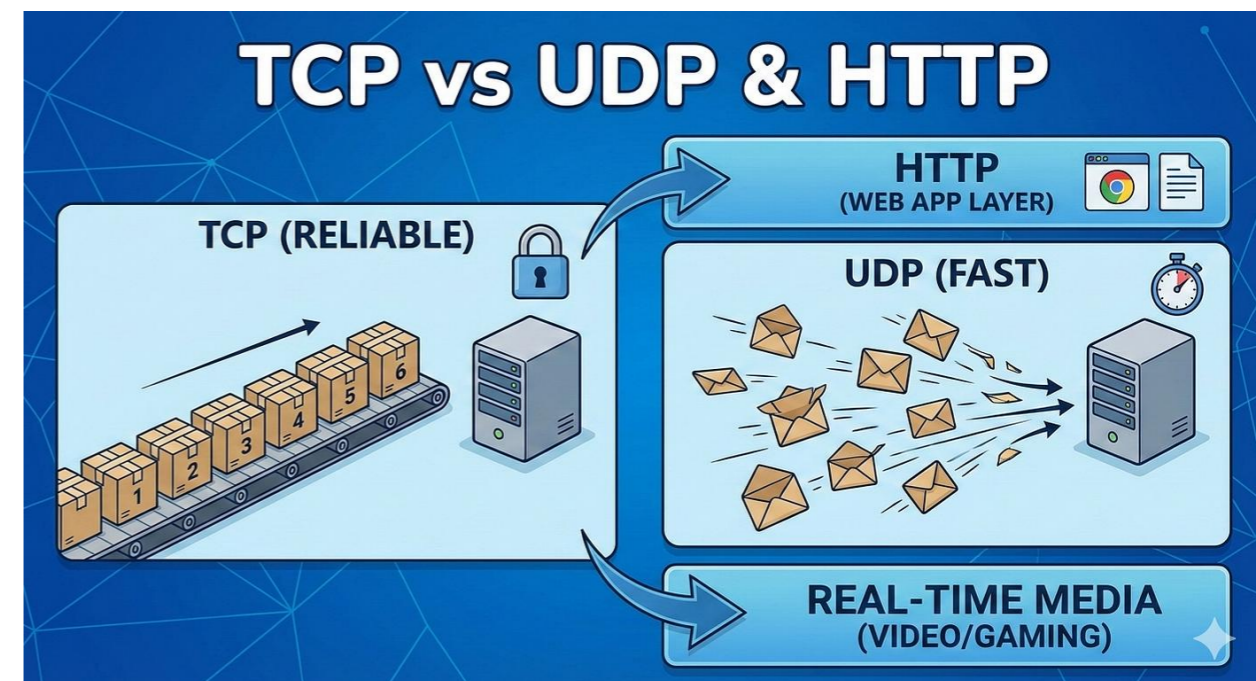 TCP vs UDP & HTTP
TCP (RELIABLE)
1
2
3
4
5
6
HTTP
(WEB APP LAYER)
UDP (FAST)
REAL-TIME MEDIA
(VIDEO/GAMING)